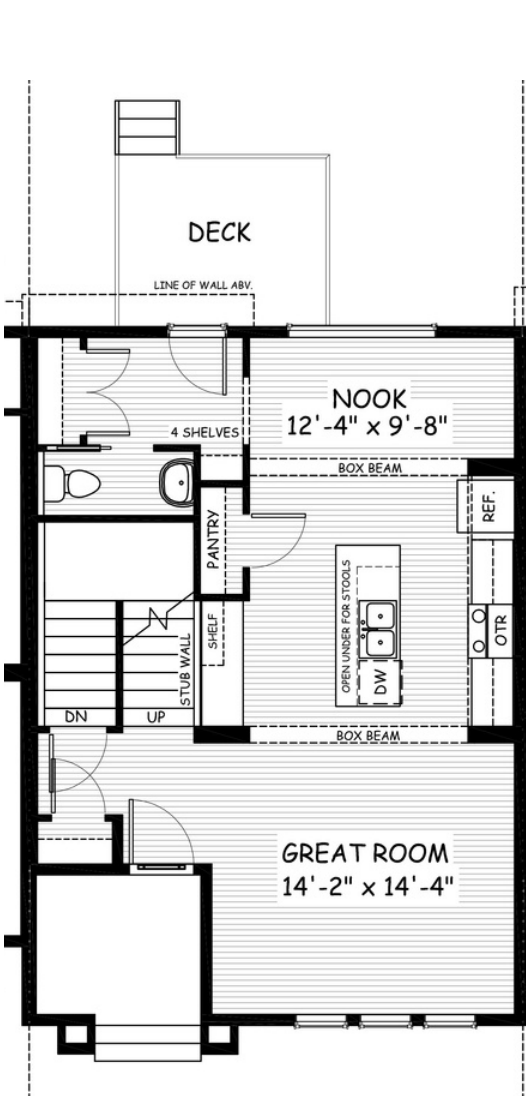 DECK
LINE OF WALL ABV.
NOOK
12'-4" x 9'-8"
4 SHELVES
BOX BEAM
REF.
PANTRY
OPEN UNDER FOR STOOLS
SHELF
OTR
STUB WALL
DW
DN
UP
BOX BEAM
GREAT ROOM
14'-2" x 14'-4"